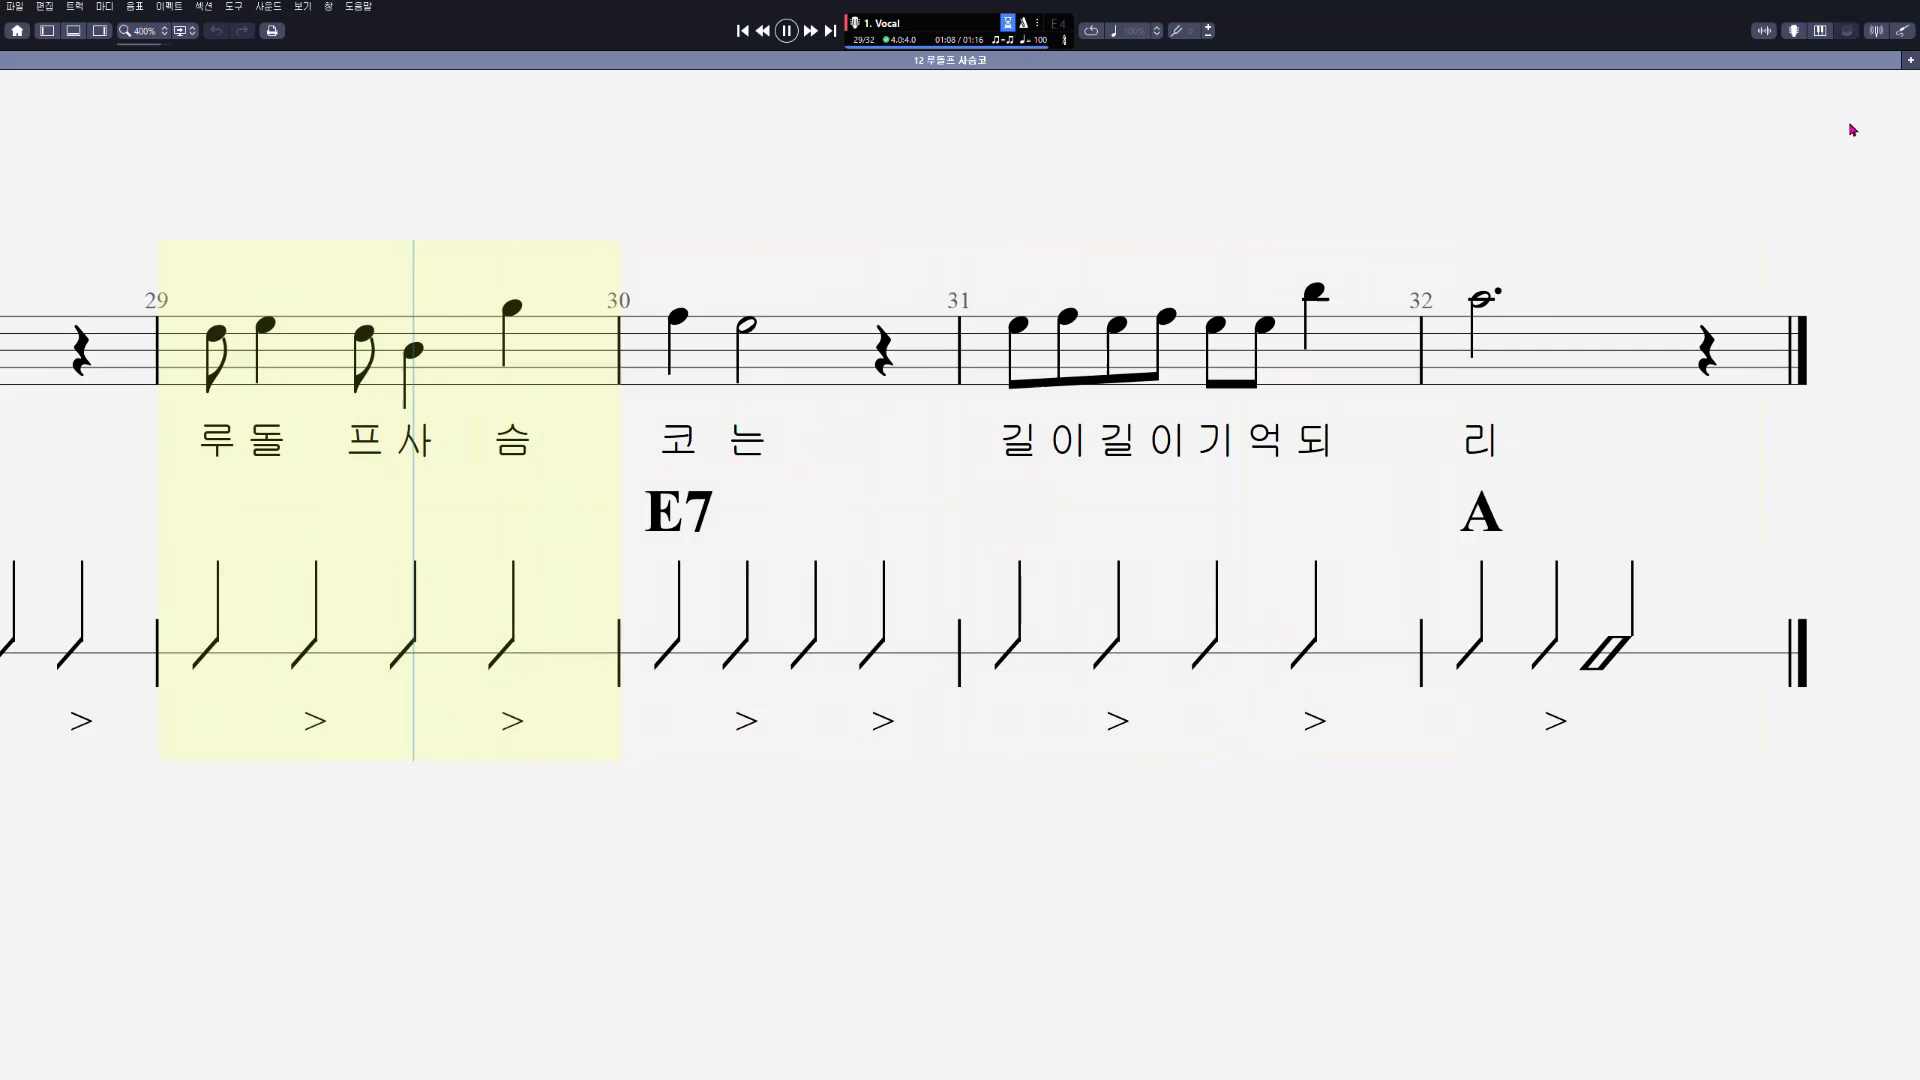 파일 편집 트랙 마디 음표 이펙트 섹션 도구 사운드 보기 창 도움말
400%
1. Vocal
E4
29/32 4.0:4.0 01:08 / 01:16 ♫=♫ ♩= 100
100%
0
12 루돌프 사슴코
29 30 31 32
루 돌 프 사 슴 코 는 길 이 길 이 기 억 되 리
E7 A
> > > > > > > >